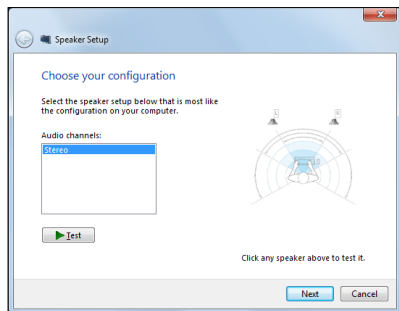 Speaker Setup
Choose your configuration
Select the speaker setup below that is most like
the configuration on your computer.
Audio channels:
Stereo
L
R
Test
Click any speaker above to test it.
Next
Cancel